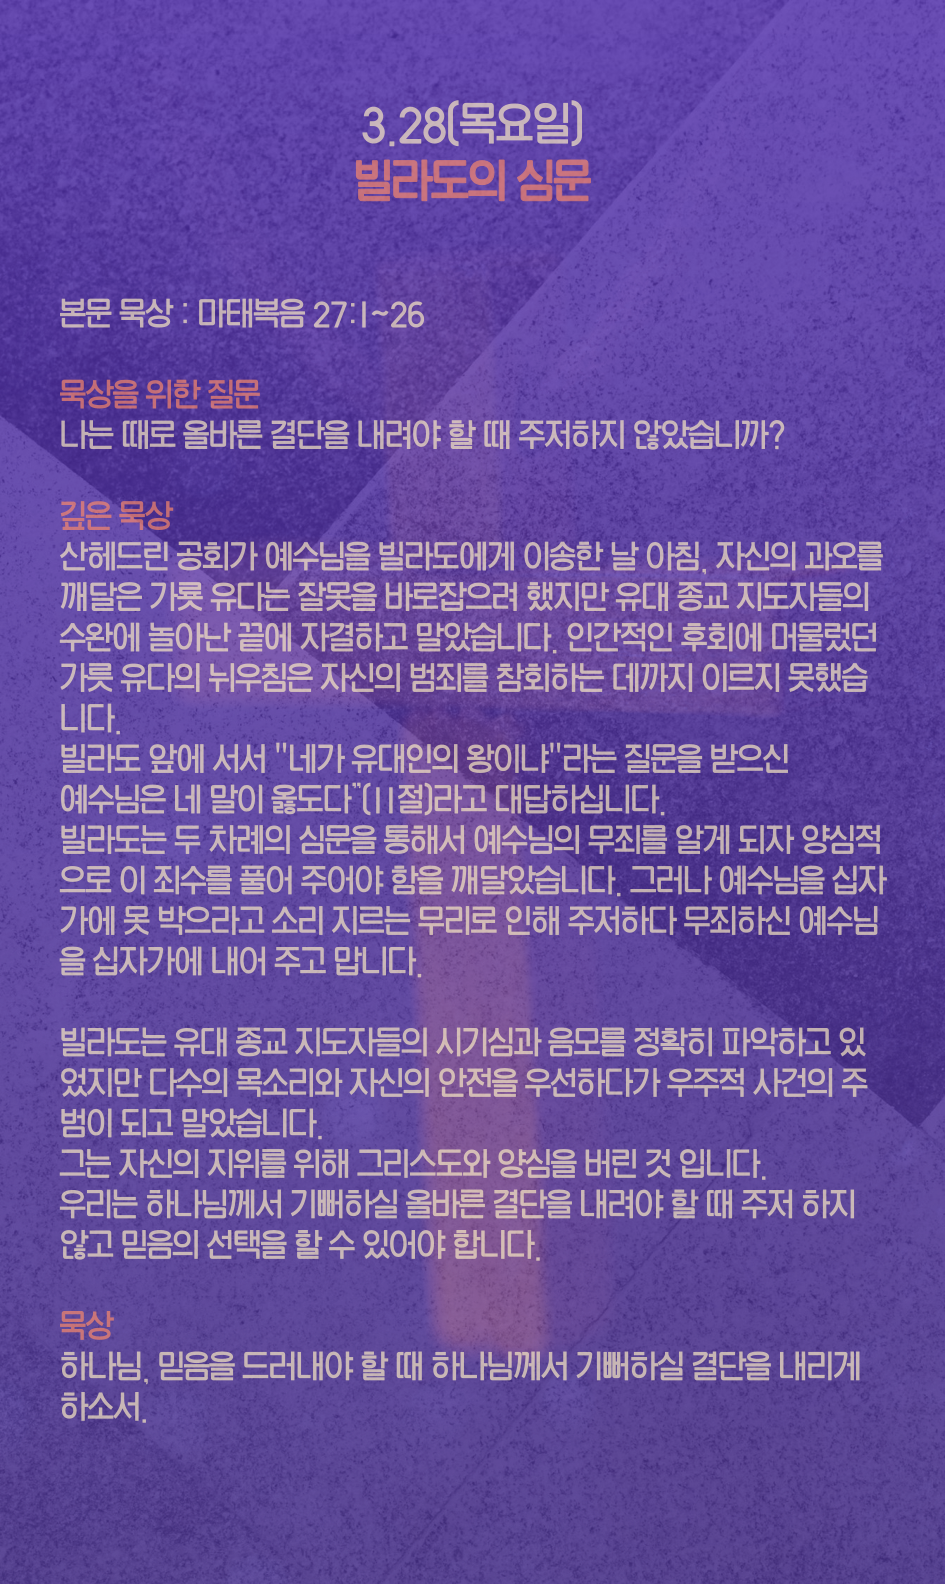 3.28(목요일)
빌라도의 심문
본문 묵상 : 마태복음 27:1~26
묵상을 위한 질문
나는 때로 올바른 결단을 내려야 할 때 주저하지 않았습니까?
깊은 묵상
산헤드린 공회가 예수님을 빌라도에게 이송한 날 아침, 자신의 과오를
깨달은 가룟 유다는 잘못을 바로잡으려 했지만 유대 종교 지도자들의
수완에 놀아난 끝에 자결하고 말았습니다. 인간적인 후회에 머물렀던
가룟 유다의 뉘우침은 자신의 범죄를 참회하는 데까지 이르지 못했습
니다.
빌라도 앞에 서서 "네가 유대인의 왕이냐"라는 질문을 받으신
예수님은 네 말이 옳도다”(11절)라고 대답하십니다.
빌라도는 두 차례의 심문을 통해서 예수님의 무죄를 알게 되자 양심적
으로 이 죄수를 풀어 주어야 함을 깨달았습니다. 그러나 예수님을 십자
가에 못 박으라고 소리 지르는 무리로 인해 주저하다 무죄하신 예수님
을 십자가에 내어 주고 맙니다.
빌라도는 유대 종교 지도자들의 시기심과 음모를 정확히 파악하고 있
었지만 다수의 목소리와 자신의 안전을 우선하다가 우주적 사건의 주
범이 되고 말았습니다.
그는 자신의 지위를 위해 그리스도와 양심을 버린 것 입니다.
우리는 하나님께서 기뻐하실 올바른 결단을 내려야 할 때 주저 하지
않고 믿음의 선택을 할 수 있어야 합니다.
묵상
하나님, 믿음을 드러내야 할 때 하나님께서 기뻐하실 결단을 내리게
하소서.